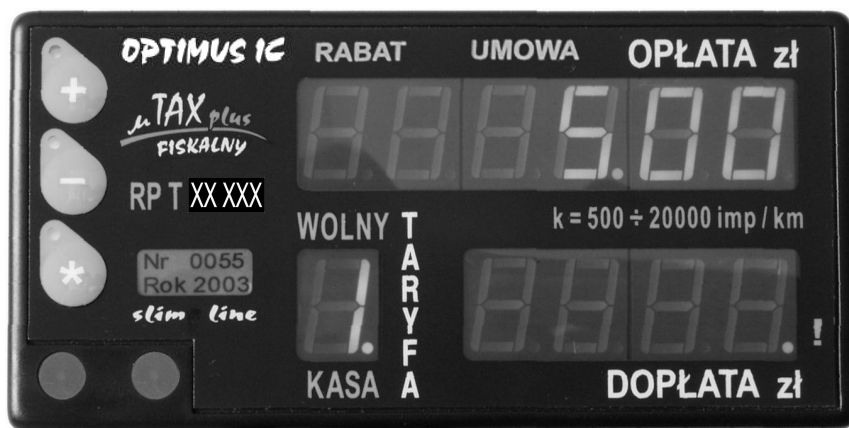 OPTIMUS IC
RABAT UMOWA OPŁATA zł
+
5.00
µTAX plus
FISKALNY
-
RP T XX XXX
WOLNY TARYFA
k = 500 ÷ 20000 imp / km
*
Nr 0055
Rok 2003
1.
slim line
.
!
KASA
DOPŁATA zł